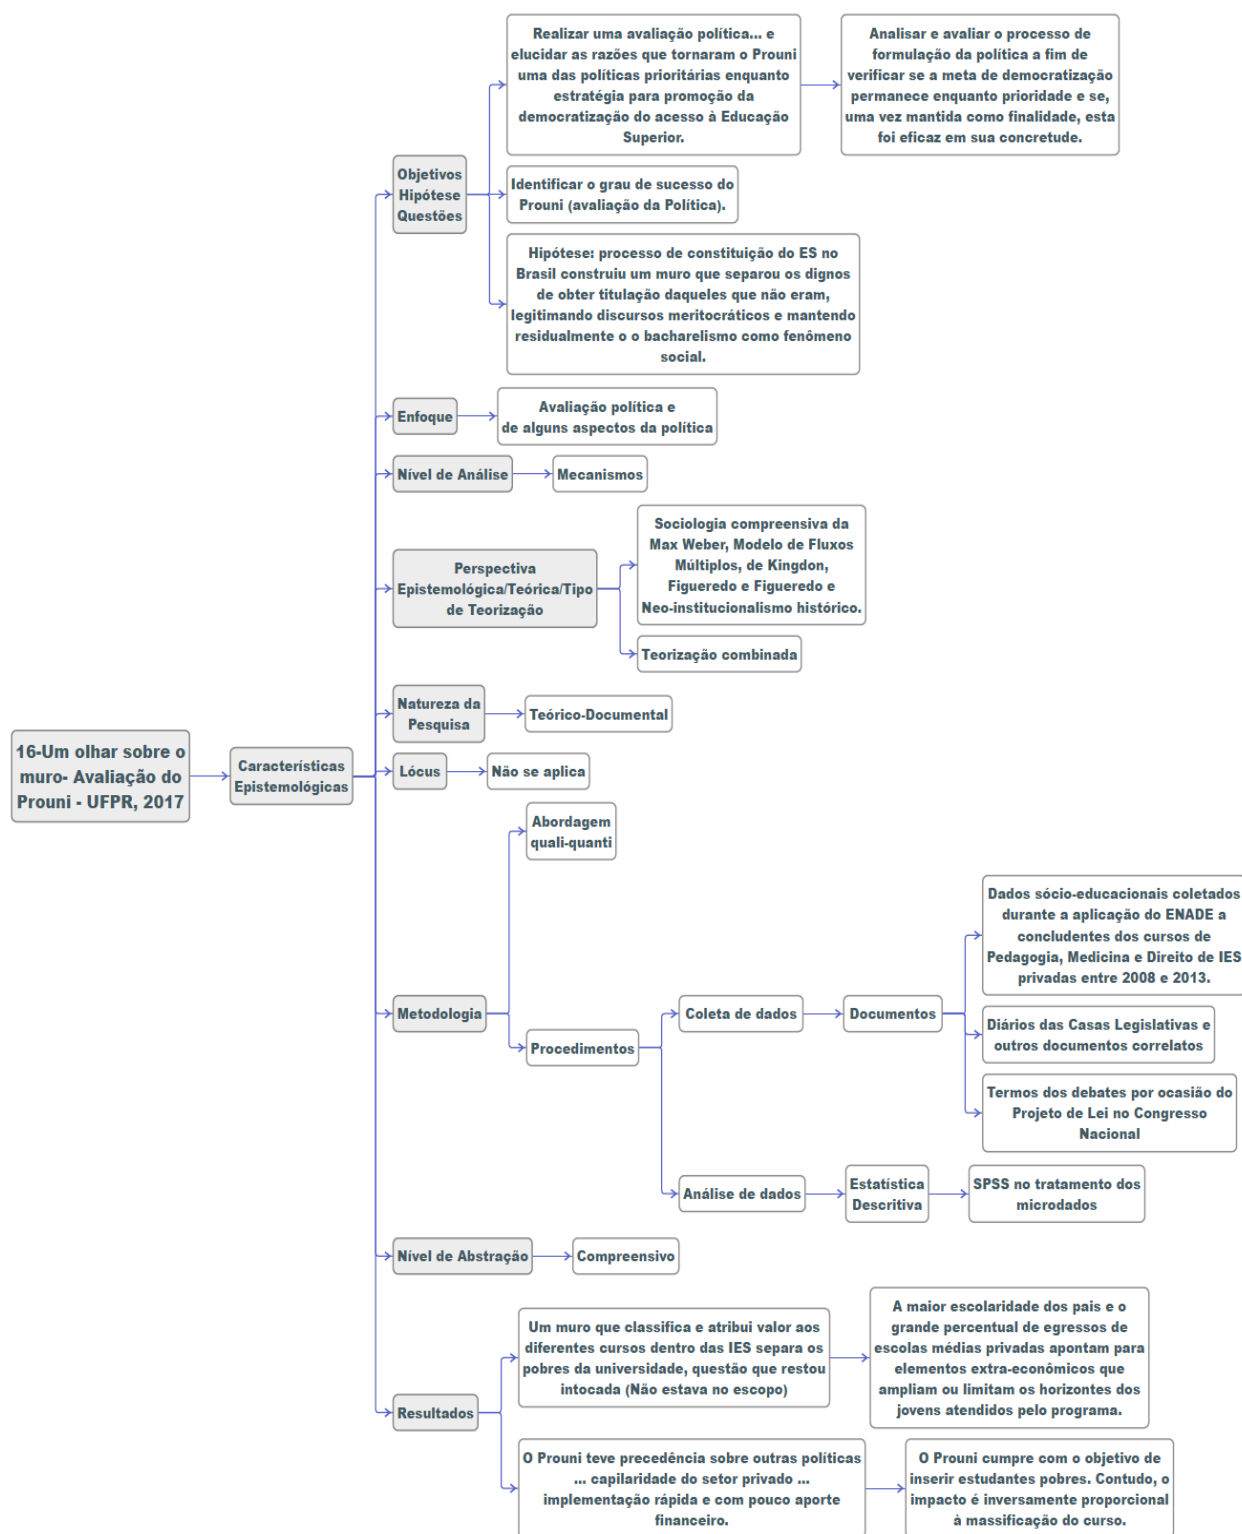 16-Um olhar sobre o
muro- Avaliação do
Prouni - UFPR, 2017
Características
Epistemológicas
Objetivos
Hipótese
Questões
Realizar uma avaliação política... e
elucidar as razões que tornaram o Prouni
uma das políticas prioritárias enquanto
estratégia para promoção da
democratização do acesso à Educação
Superior.
Analisar e avaliar o processo de
formulação da política a fim de
verificar se a meta de democratização
permanece enquanto prioridade e se,
uma vez mantida como finalidade, esta
foi eficaz em sua concretude.
Identificar o grau de sucesso do
Prouni (avaliação da Política).
Hipótese: processo de constituição do ES no
Brasil construiu um muro que separou os dignos
de obter titulação daqueles que não eram,
legitimando discursos meritocráticos e mantendo
residualmente o o bacharelismo como fenômeno
social.
Enfoque
Avaliação política e
de alguns aspectos da política
Nível de Análise
Mecanismos
Perspectiva
Epistemológica/Teórica/Tipo
de Teorização
Sociologia compreensiva da
Max Weber, Modelo de Fluxos
Múltiplos, de Kingdon,
Figueredo e Figueredo e
Neo-institucionalismo histórico.
Teorização combinada
Natureza da
Pesquisa
Teórico-Documental
Lócus
Não se aplica
Metodologia
Abordagem
quali-quanti
Procedimentos
Coleta de dados
Documentos
Dados sócio-educacionais coletados
durante a aplicação do ENADE a
concludentes dos cursos de
Pedagogia, Medicina e Direito de IES
privadas entre 2008 e 2013.
Diários das Casas Legislativas e
outros documentos correlatos
Termos dos debates por ocasião do
Projeto de Lei no Congresso
Nacional
Análise de dados
Estatística
Descritiva
SPSS no tratamento dos
microdados
Nível de Abstração
Compreensivo
Resultados
Um muro que classifica e atribui valor aos
diferentes cursos dentro das IES separa os
pobres da universidade, questão que restou
intocada (Não estava no escopo)
A maior escolaridade dos pais e o
grande percentual de egressos de
escolas médias privadas apontam para
elementos extra-econômicos que
ampliam ou limitam os horizontes dos
jovens atendidos pelo programa.
O Prouni teve precedência sobre outras políticas
... capilaridade do setor privado ...
implementação rápida e com pouco aporte
financeiro.
O Prouni cumpre com o objetivo de
inserir estudantes pobres. Contudo, o
impacto é inversamente proporcional
à massificação do curso.